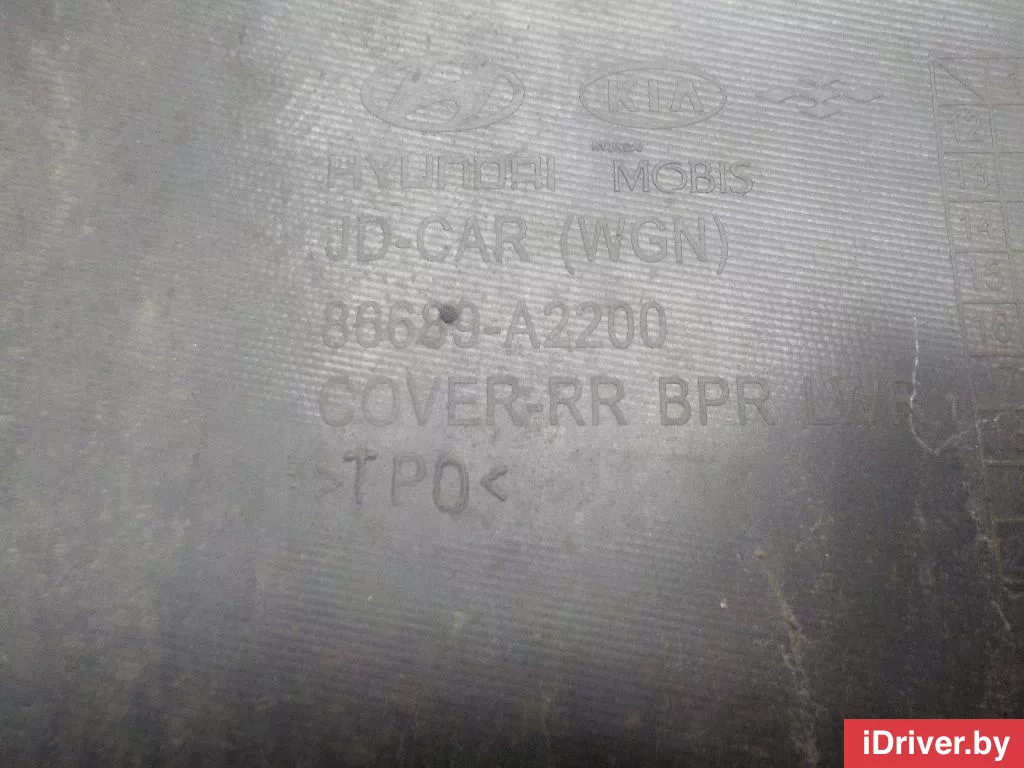 KIA
HYUNDAI
HYUNDAI MOBIS
JD-CAR (WGN)
86689-A2200
COVER-RR BPR LWR
>TPO<
12
13
14
15
16
iDriver.by